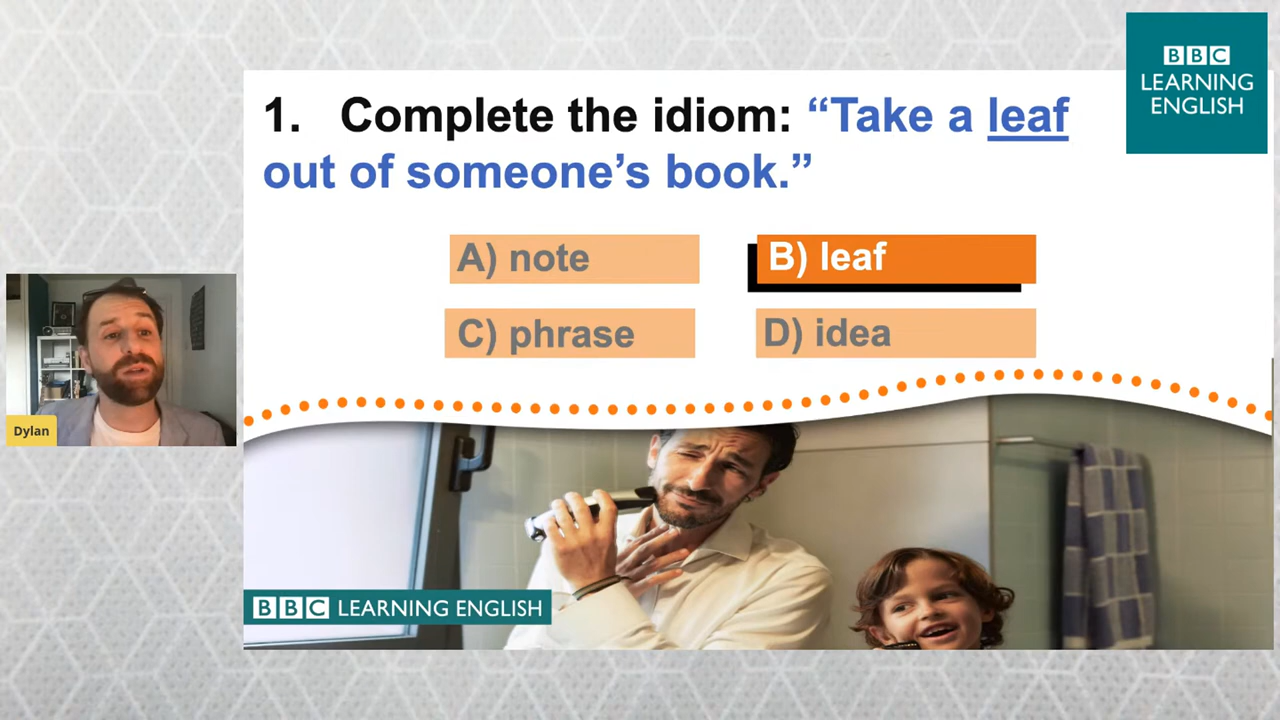 BBC
LEARNING
ENGLISH
1. Complete the idiom: “Take a leaf
out of someone’s book.”
A) note
B) leaf
C) phrase
D) idea
Dylan
BBC LEARNING ENGLISH